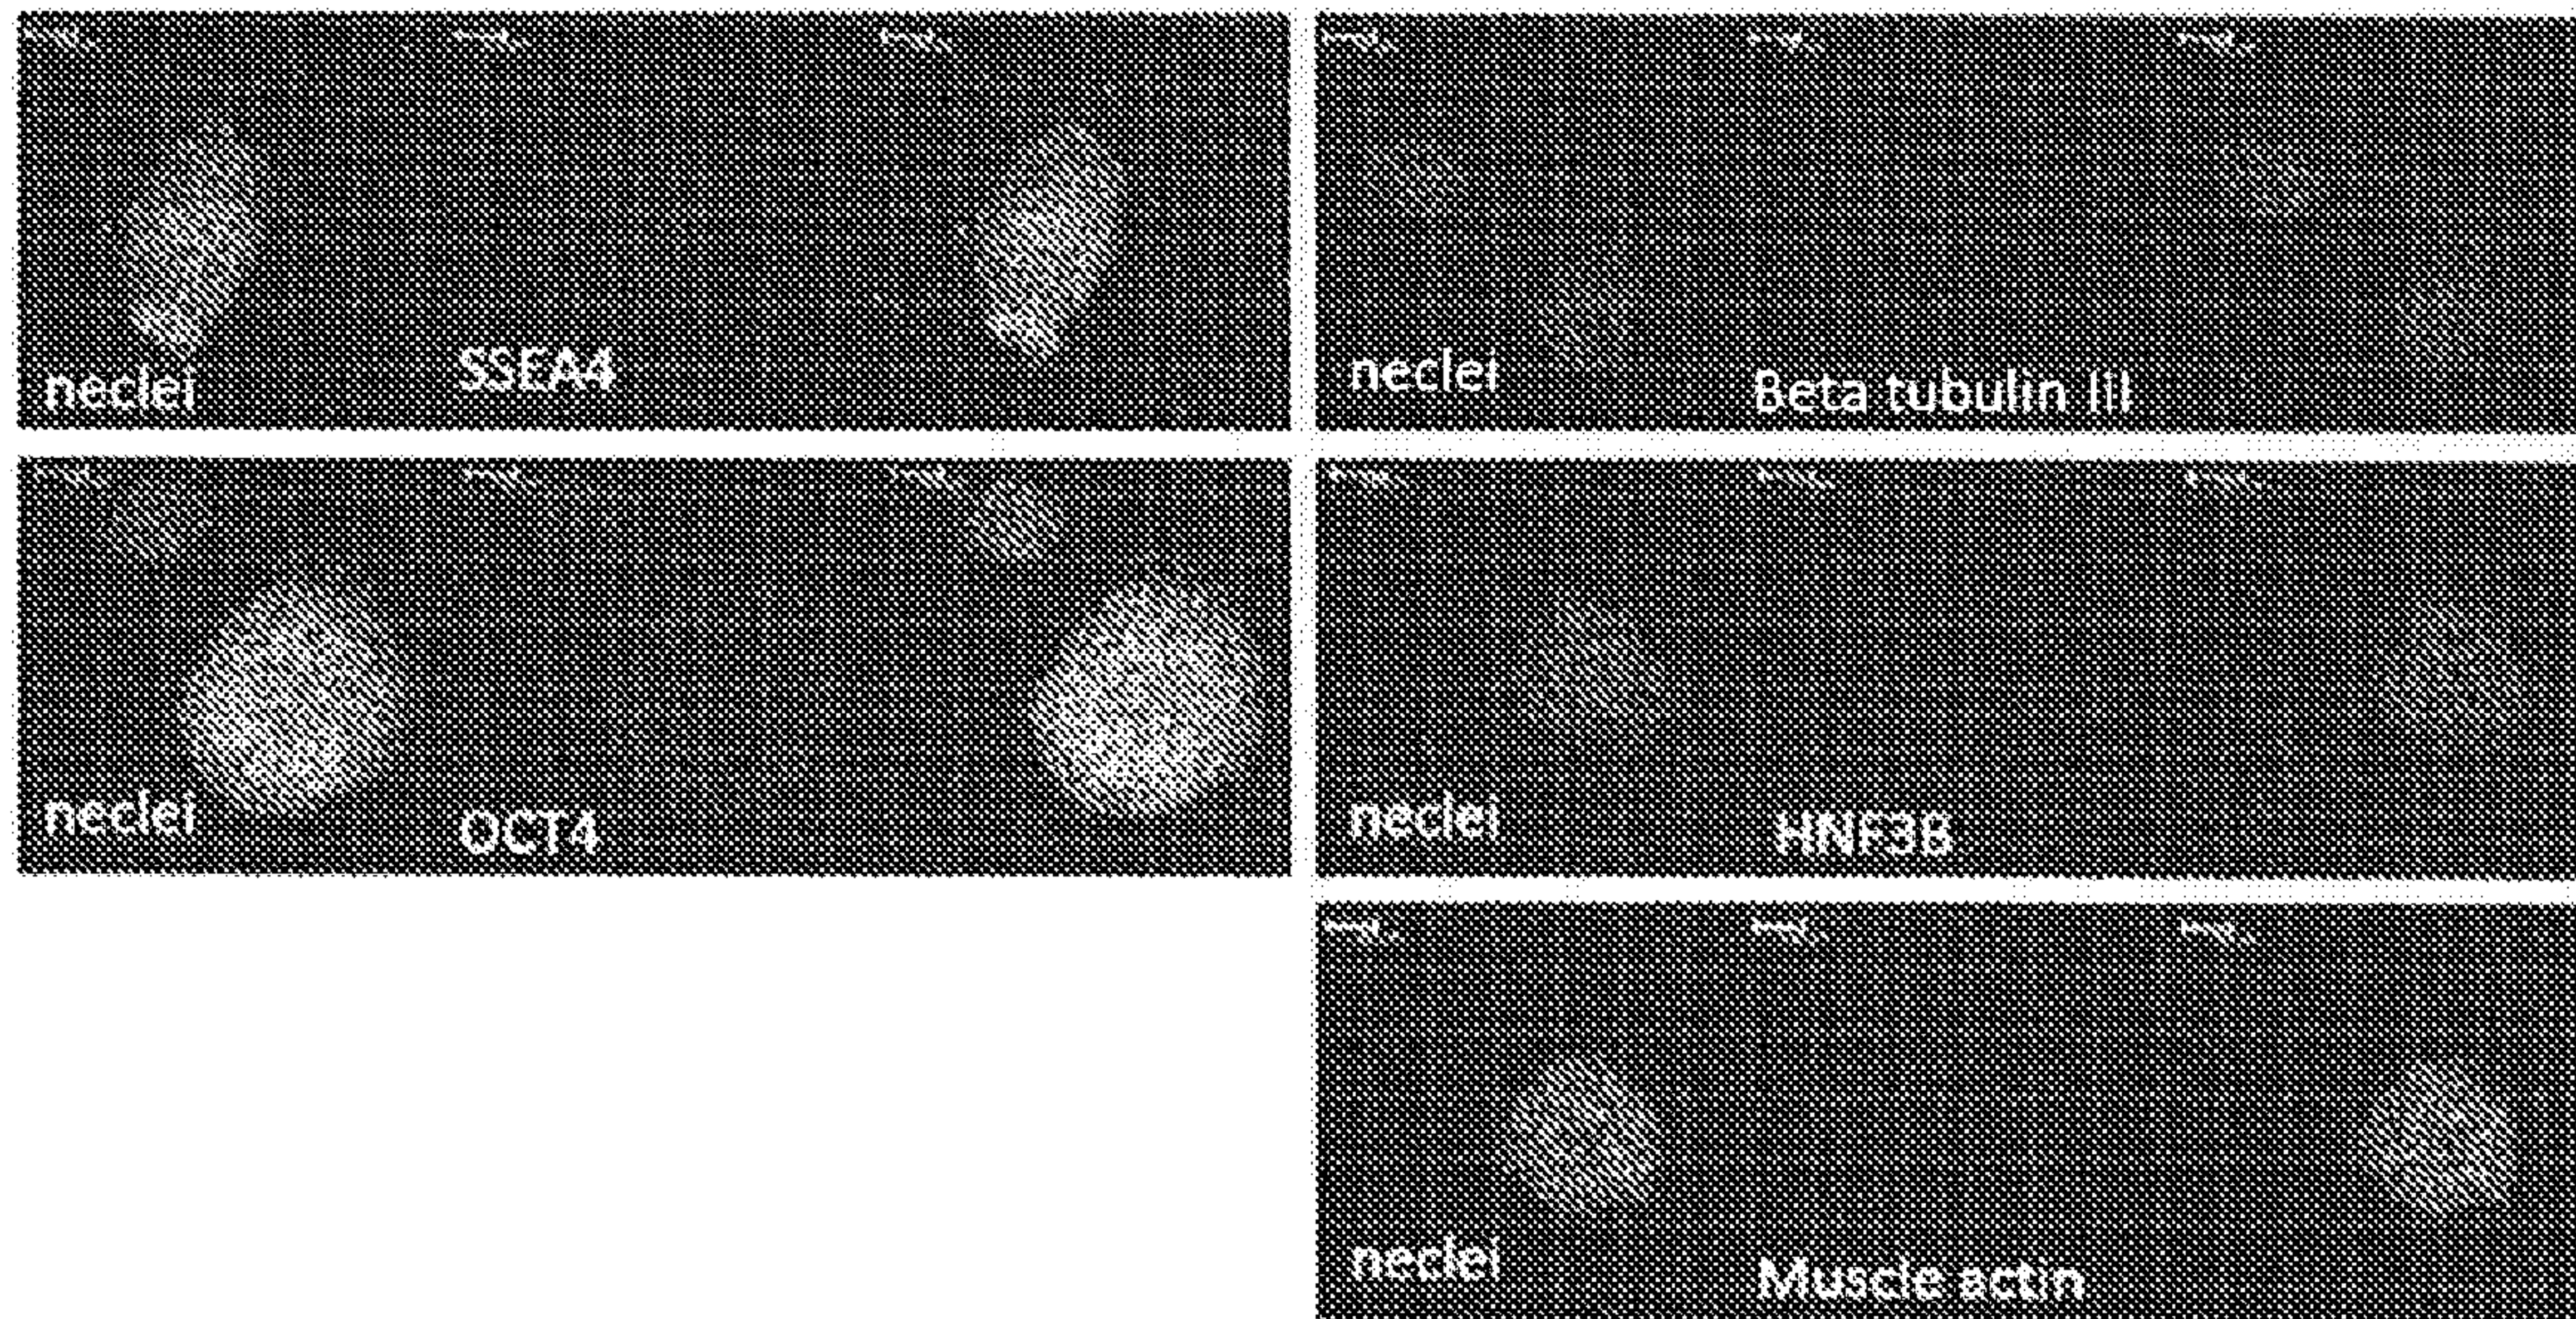 neclei SSEA4
neclei Beta tubulin III
neclei OCT4
neclei HNF3B
neclei Muscle actin